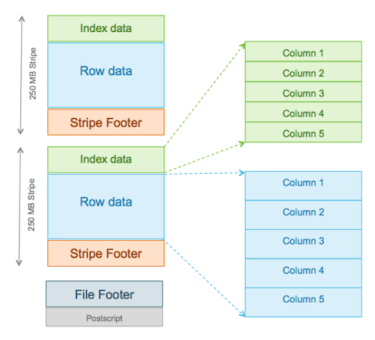 250 MB Stripe
Index data
Row data
Stripe Footer
250 MB Stripe
Index data
Row data
Stripe Footer
File Footer
Postscript
Column 1
Column 2
Column 3
Column 4
Column 5
Column 1
Column 2
Column 3
Column 4
Column 5